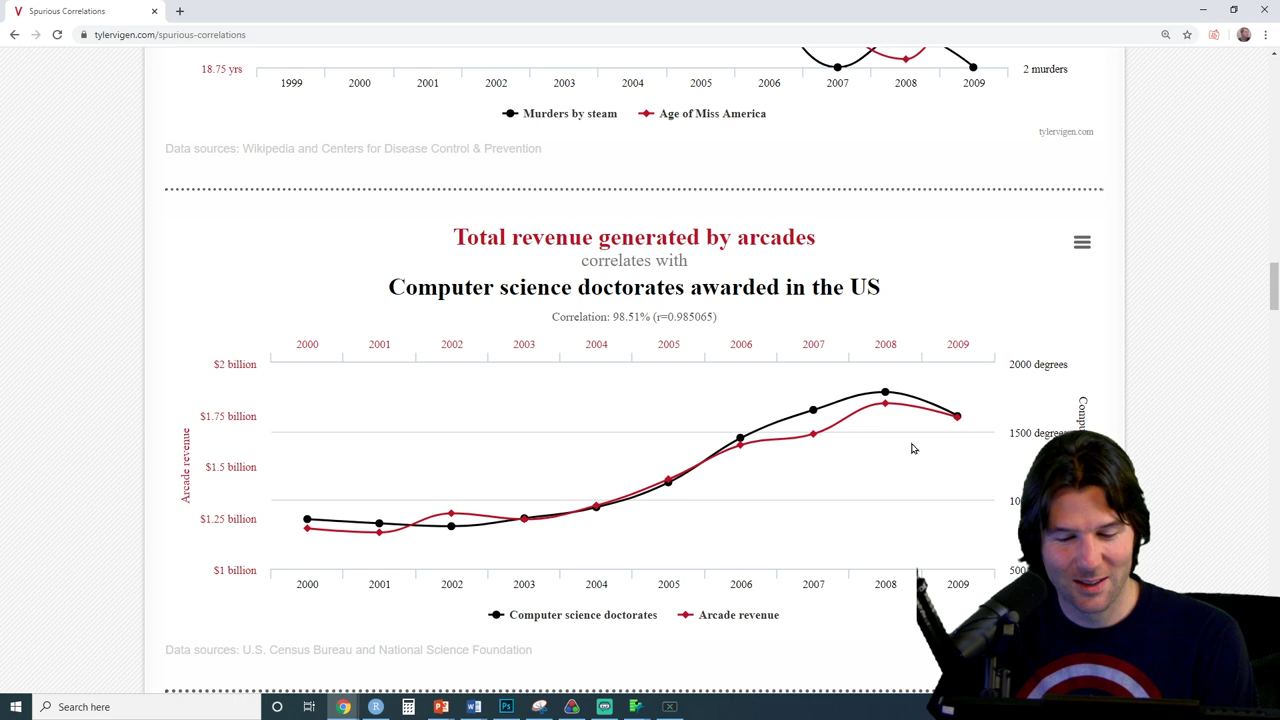 Spurious Correlations
tylervigen.com/spurious-correlations
18.75 yrs
2 murders
1999 2000 2001 2002 2003 2004 2005 2006 2007 2008 2009
Murders by steam Age of Miss America
tylervigen.com
Data sources: Wikipedia and Centers for Disease Control & Prevention
Total revenue generated by arcades
correlates with
Computer science doctorates awarded in the US
Correlation: 98.51% (r=0.985065)
2000 2001 2002 2003 2004 2005 2006 2007 2008 2009
$2 billion
2000 degrees
$1.75 billion
1500 degrees
Arcade revenue
$1.5 billion
$1.25 billion
$1 billion
2000 2001 2002 2003 2004 2005 2006 2007 2008 2009
Computer science doctorates Arcade revenue
Data sources: U.S. Census Bureau and National Science Foundation
Search here